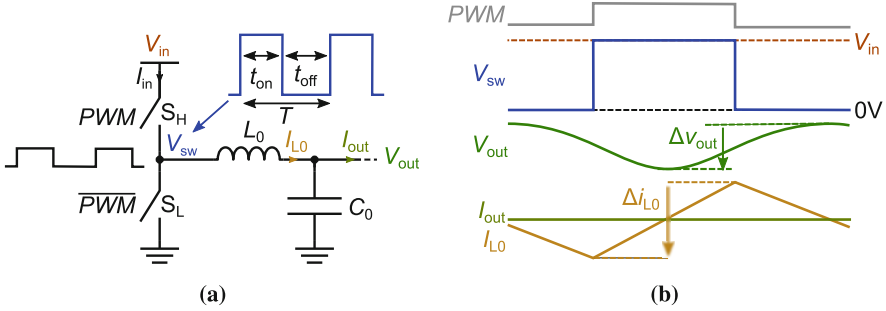 V_in
I_in
PWM
S_H
t_on
t_off
T
V_sw
L_0
I_L0
I_out
V_out
\overline{PWM}
S_L
C_0
(a)
PWM
V_in
V_sw
0V
V_out
Δv_out
Δi_L0
I_out
I_L0
(b)